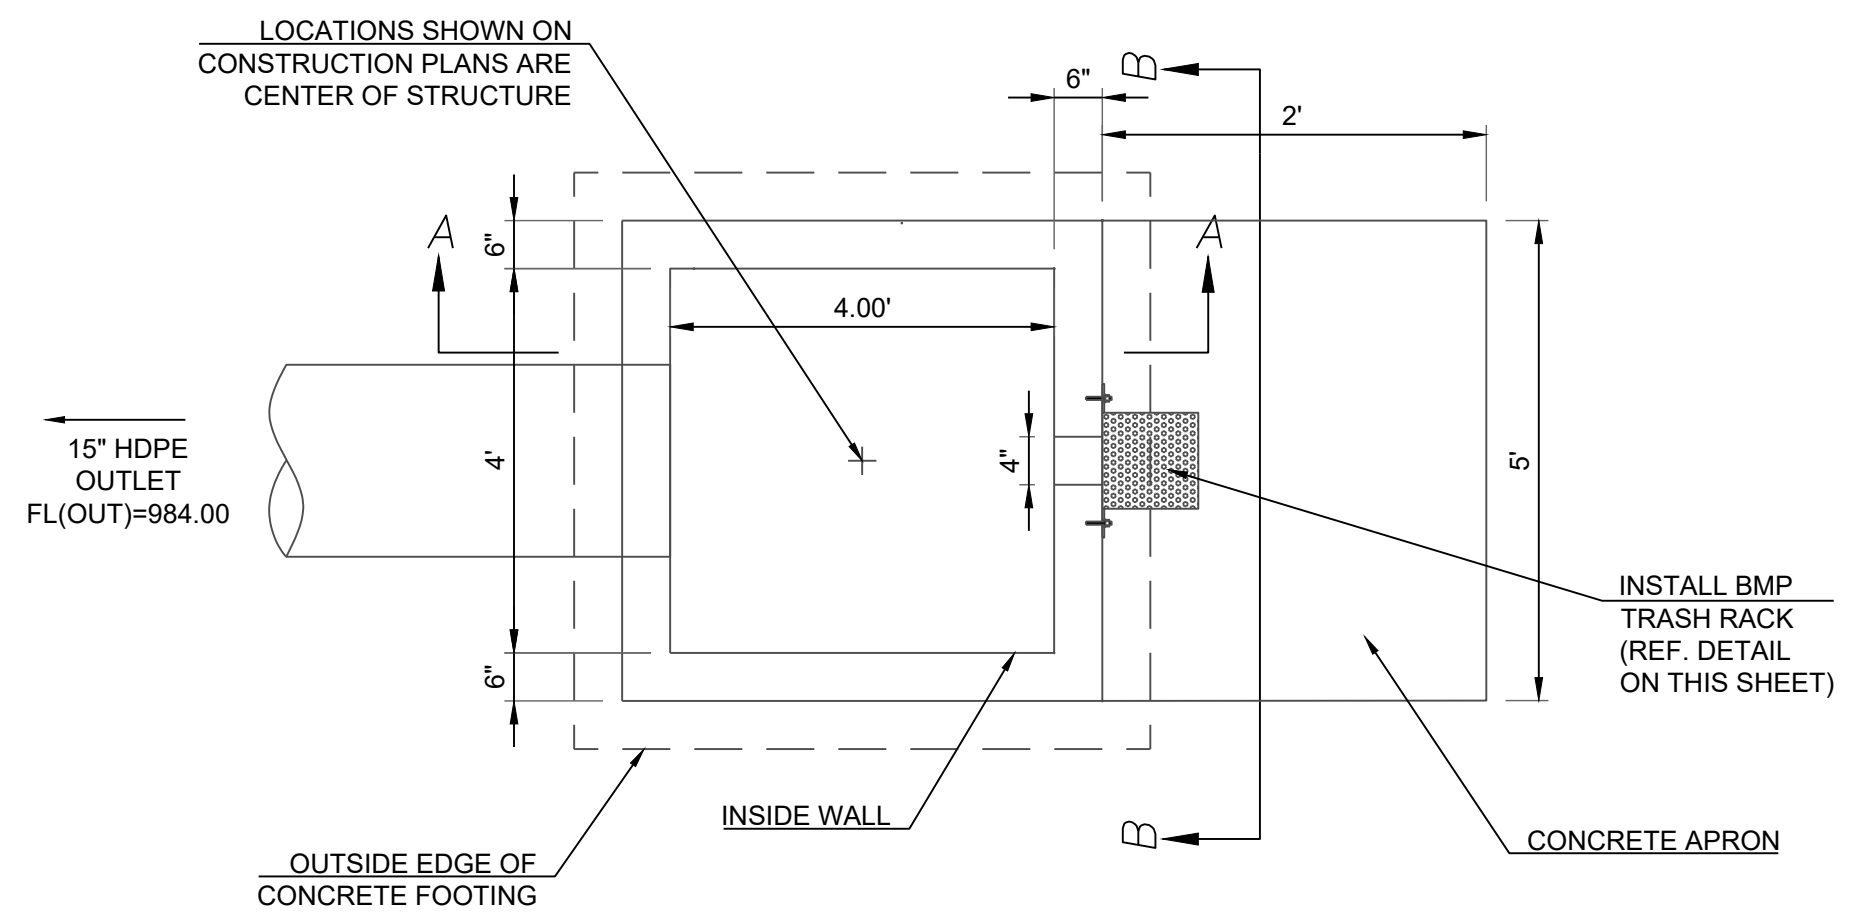 LOCATIONS SHOWN ON
CONSTRUCTION PLANS ARE
CENTER OF STRUCTURE
B
6"
2'
A
A
6"
4.00'
15" HDPE
OUTLET
FL(OUT)=984.00
4'
4"
5'
INSTALL BMP
TRASH RACK
(REF. DETAIL
ON THIS SHEET)
6"
INSIDE WALL
B
CONCRETE APRON
OUTSIDE EDGE OF
CONCRETE FOOTING